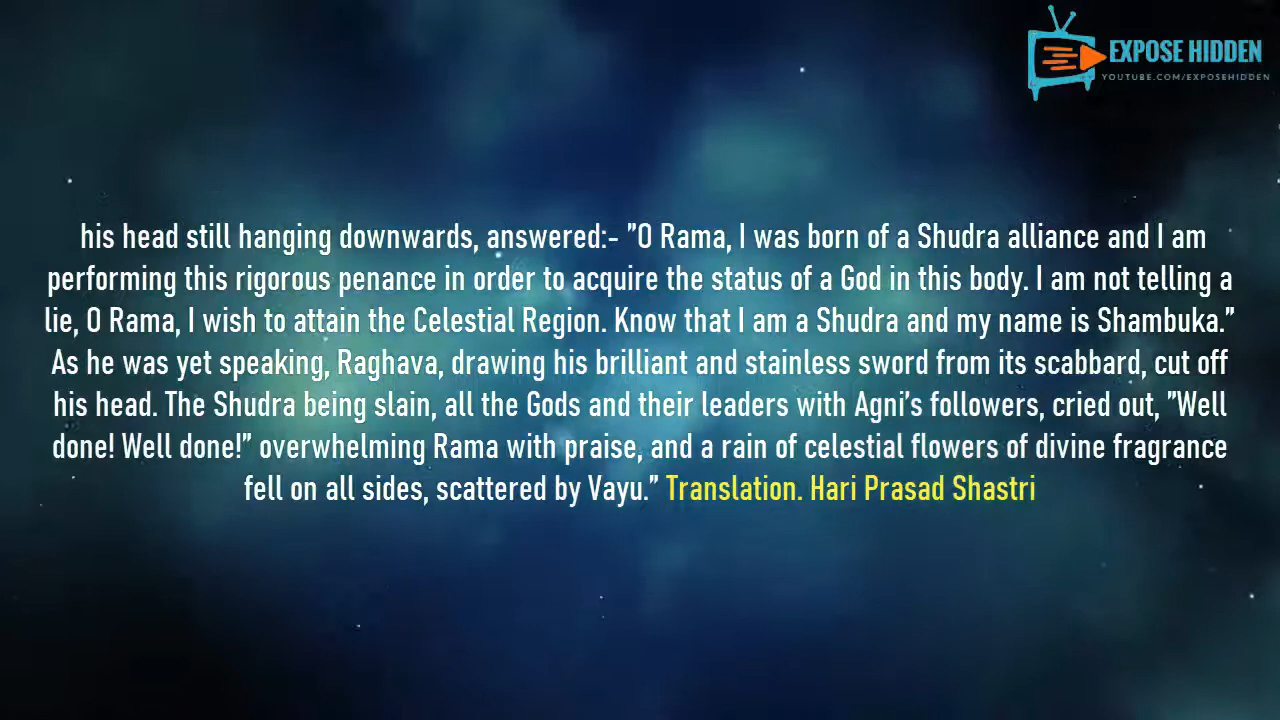 EXPOSE HIDDEN
YOUTUBE.COM/EXPOSEHIDDEN
his head still hanging downwards, answered:- "O Rama, I was born of a Shudra alliance and I am
performing this rigorous penance in order to acquire the status of a God in this body. I am not telling a
lie, O Rama, I wish to attain the Celestial Region. Know that I am a Shudra and my name is Shambuka."
As he was yet speaking, Raghava, drawing his brilliant and stainless sword from its scabbard, cut off
his head. The Shudra being slain, all the Gods and their leaders with Agni's followers, cried out, "Well
done! Well done!" overwhelming Rama with praise, and a rain of celestial flowers of divine fragrance
fell on all sides, scattered by Vayu." Translation. Hari Prasad Shastri